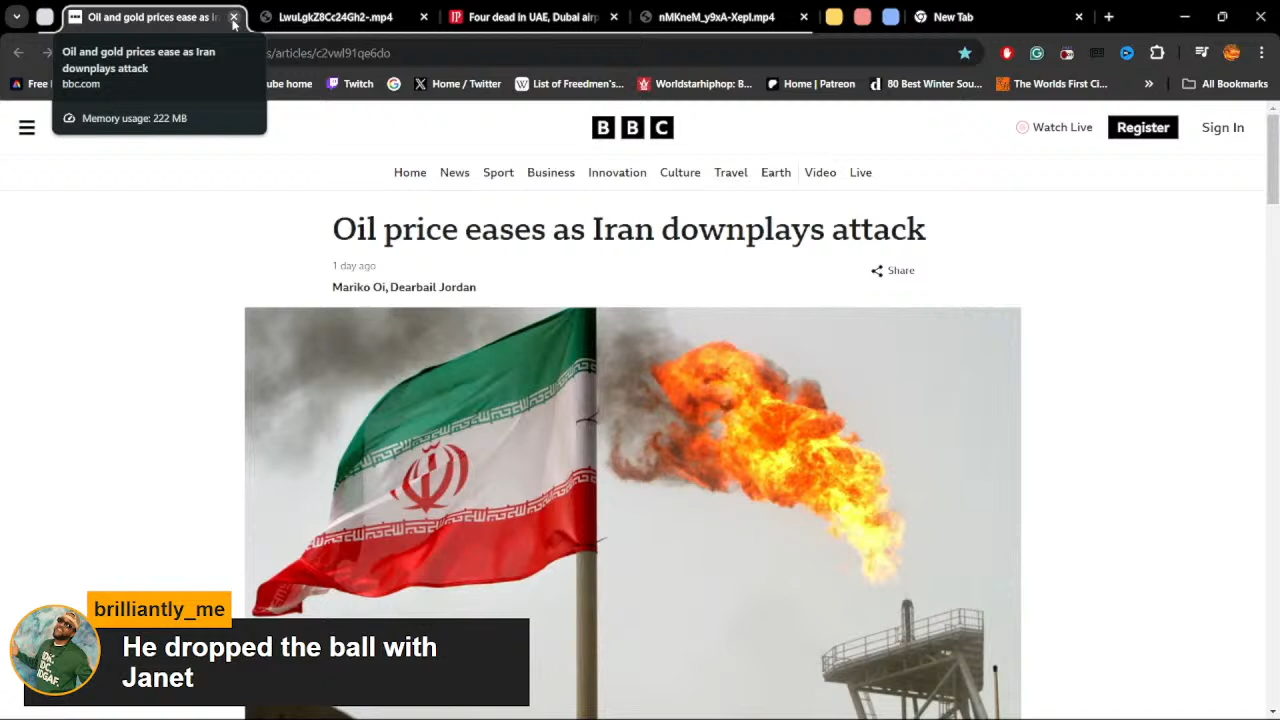 Oil and gold prices ease as I
LwuLgkZ8Cc24Gh2-.mp4
Four dead in UAE, Dubai airp
nMKneM_y9xA-XepI.mp4
New Tab
s/articles/c2vwl91qe6do
Oil and gold prices ease as Iran
downplays attack
bbc.com
Memory usage: 222 MB
Free
ube home
Twitch
Home / Twitter
List of Freedmen's...
Worldstarhiphop: B...
Home | Patreon
80 Best Winter Sou...
The Worlds First Cl...
All Bookmarks
BBC
Watch Live
Register
Sign In
Home
News
Sport
Business
Innovation
Culture
Travel
Earth
Video
Live
Oil price eases as Iran downplays attack
1 day ago
Share
Mariko Oi, Dearbail Jordan
brilliantly_me
He dropped the ball with
Janet